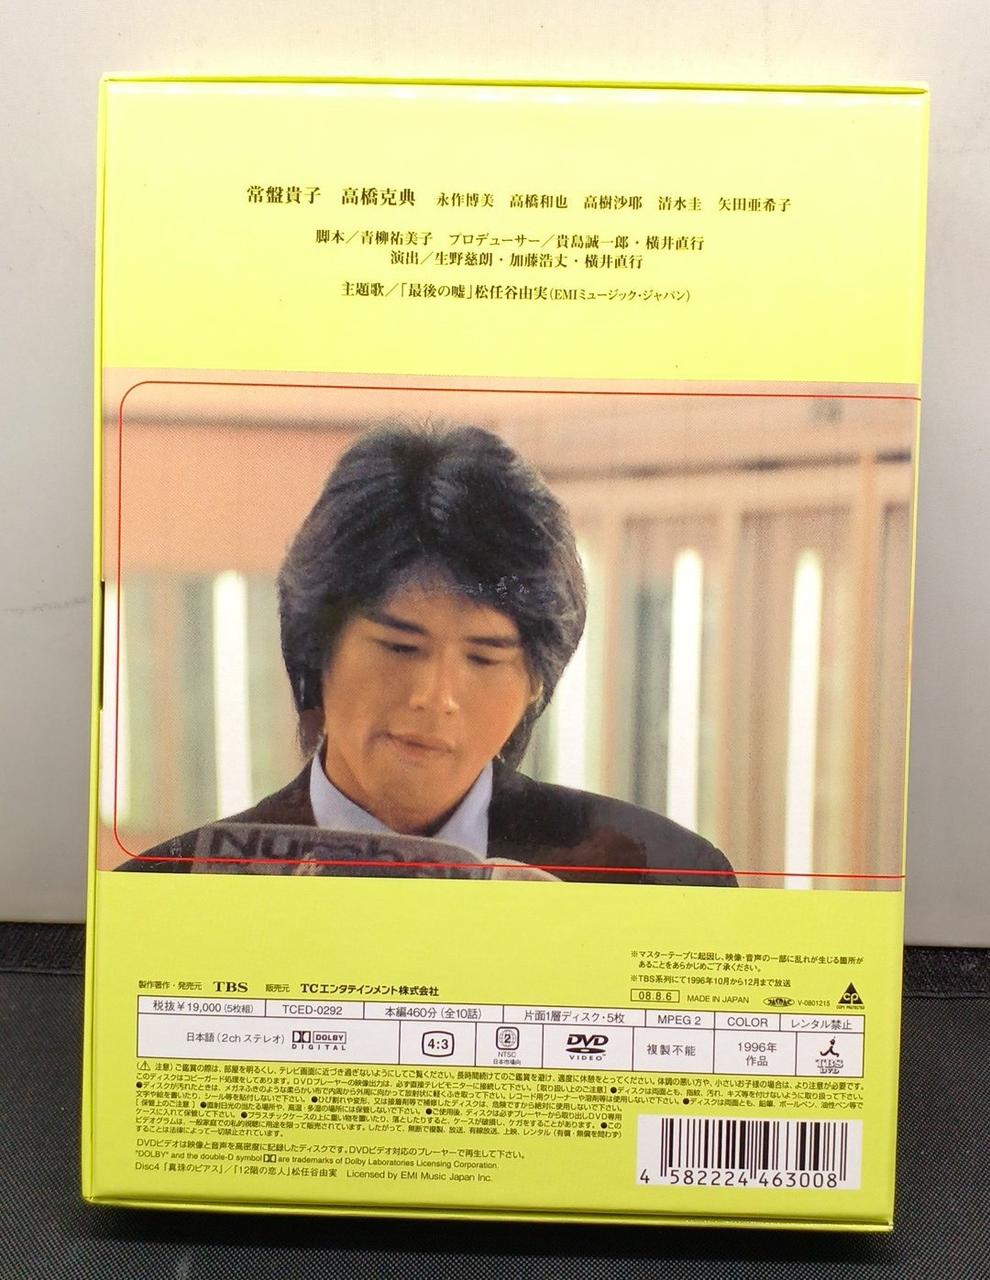 常盤貴子　高橋克典　永作博美　高橋和也　高樹沙耶　清水圭　矢田亜希子
脚本／青柳祐美子　プロデューサー／貴島誠一郎・横井直行
演出／生野慈朗・加藤浩丈・横井直行
主題歌／「最後の嘘」松任谷由実(EMIミュージック・ジャパン)
Number
※マスターテープに起因し、映像・音声の一部に乱れが生じる箇所が
あることをあらかじめご了承ください。
※TBS系列にて1996年10月から12月まで放送
製作著作・発売元 TBS 販売元 TCエンタテインメント株式会社
08.8.6 MADE IN JAPAN V-0801215
税抜¥19,000(5枚組) TCED-0292 本編460分(全10話) 片面1層ディスク・5枚 MPEG 2 COLOR レンタル禁止
日本語(2chステレオ) DOLBY DIGITAL 4:3 2 NTSC 日本市場向 DVD VIDEO 複製不能 1996年作品 TBS DVD
DVDビデオは映像と音声を高密度に記録したディスクです。DVDビデオ対応のプレーヤーで再生して下さい。
"DOLBY" and the double-D symbol are trademarks of Dolby Laboratories Licensing Corporation.
Disc4「真珠のピアス」/「12階の恋人」松任谷由実 Licensed by EMI Music Japan Inc.
4 582224 463008